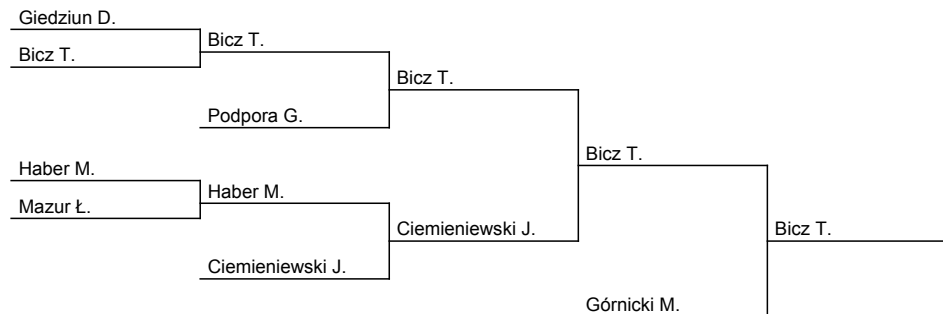 Giedziun D.
Bicz T.
Bicz T.
Bicz T.
Podpora G.
Bicz T.
Haber M.
Haber M.
Mazur Ł.
Ciemieniewski J.
Bicz T.
Ciemieniewski J.
Górnicki M.